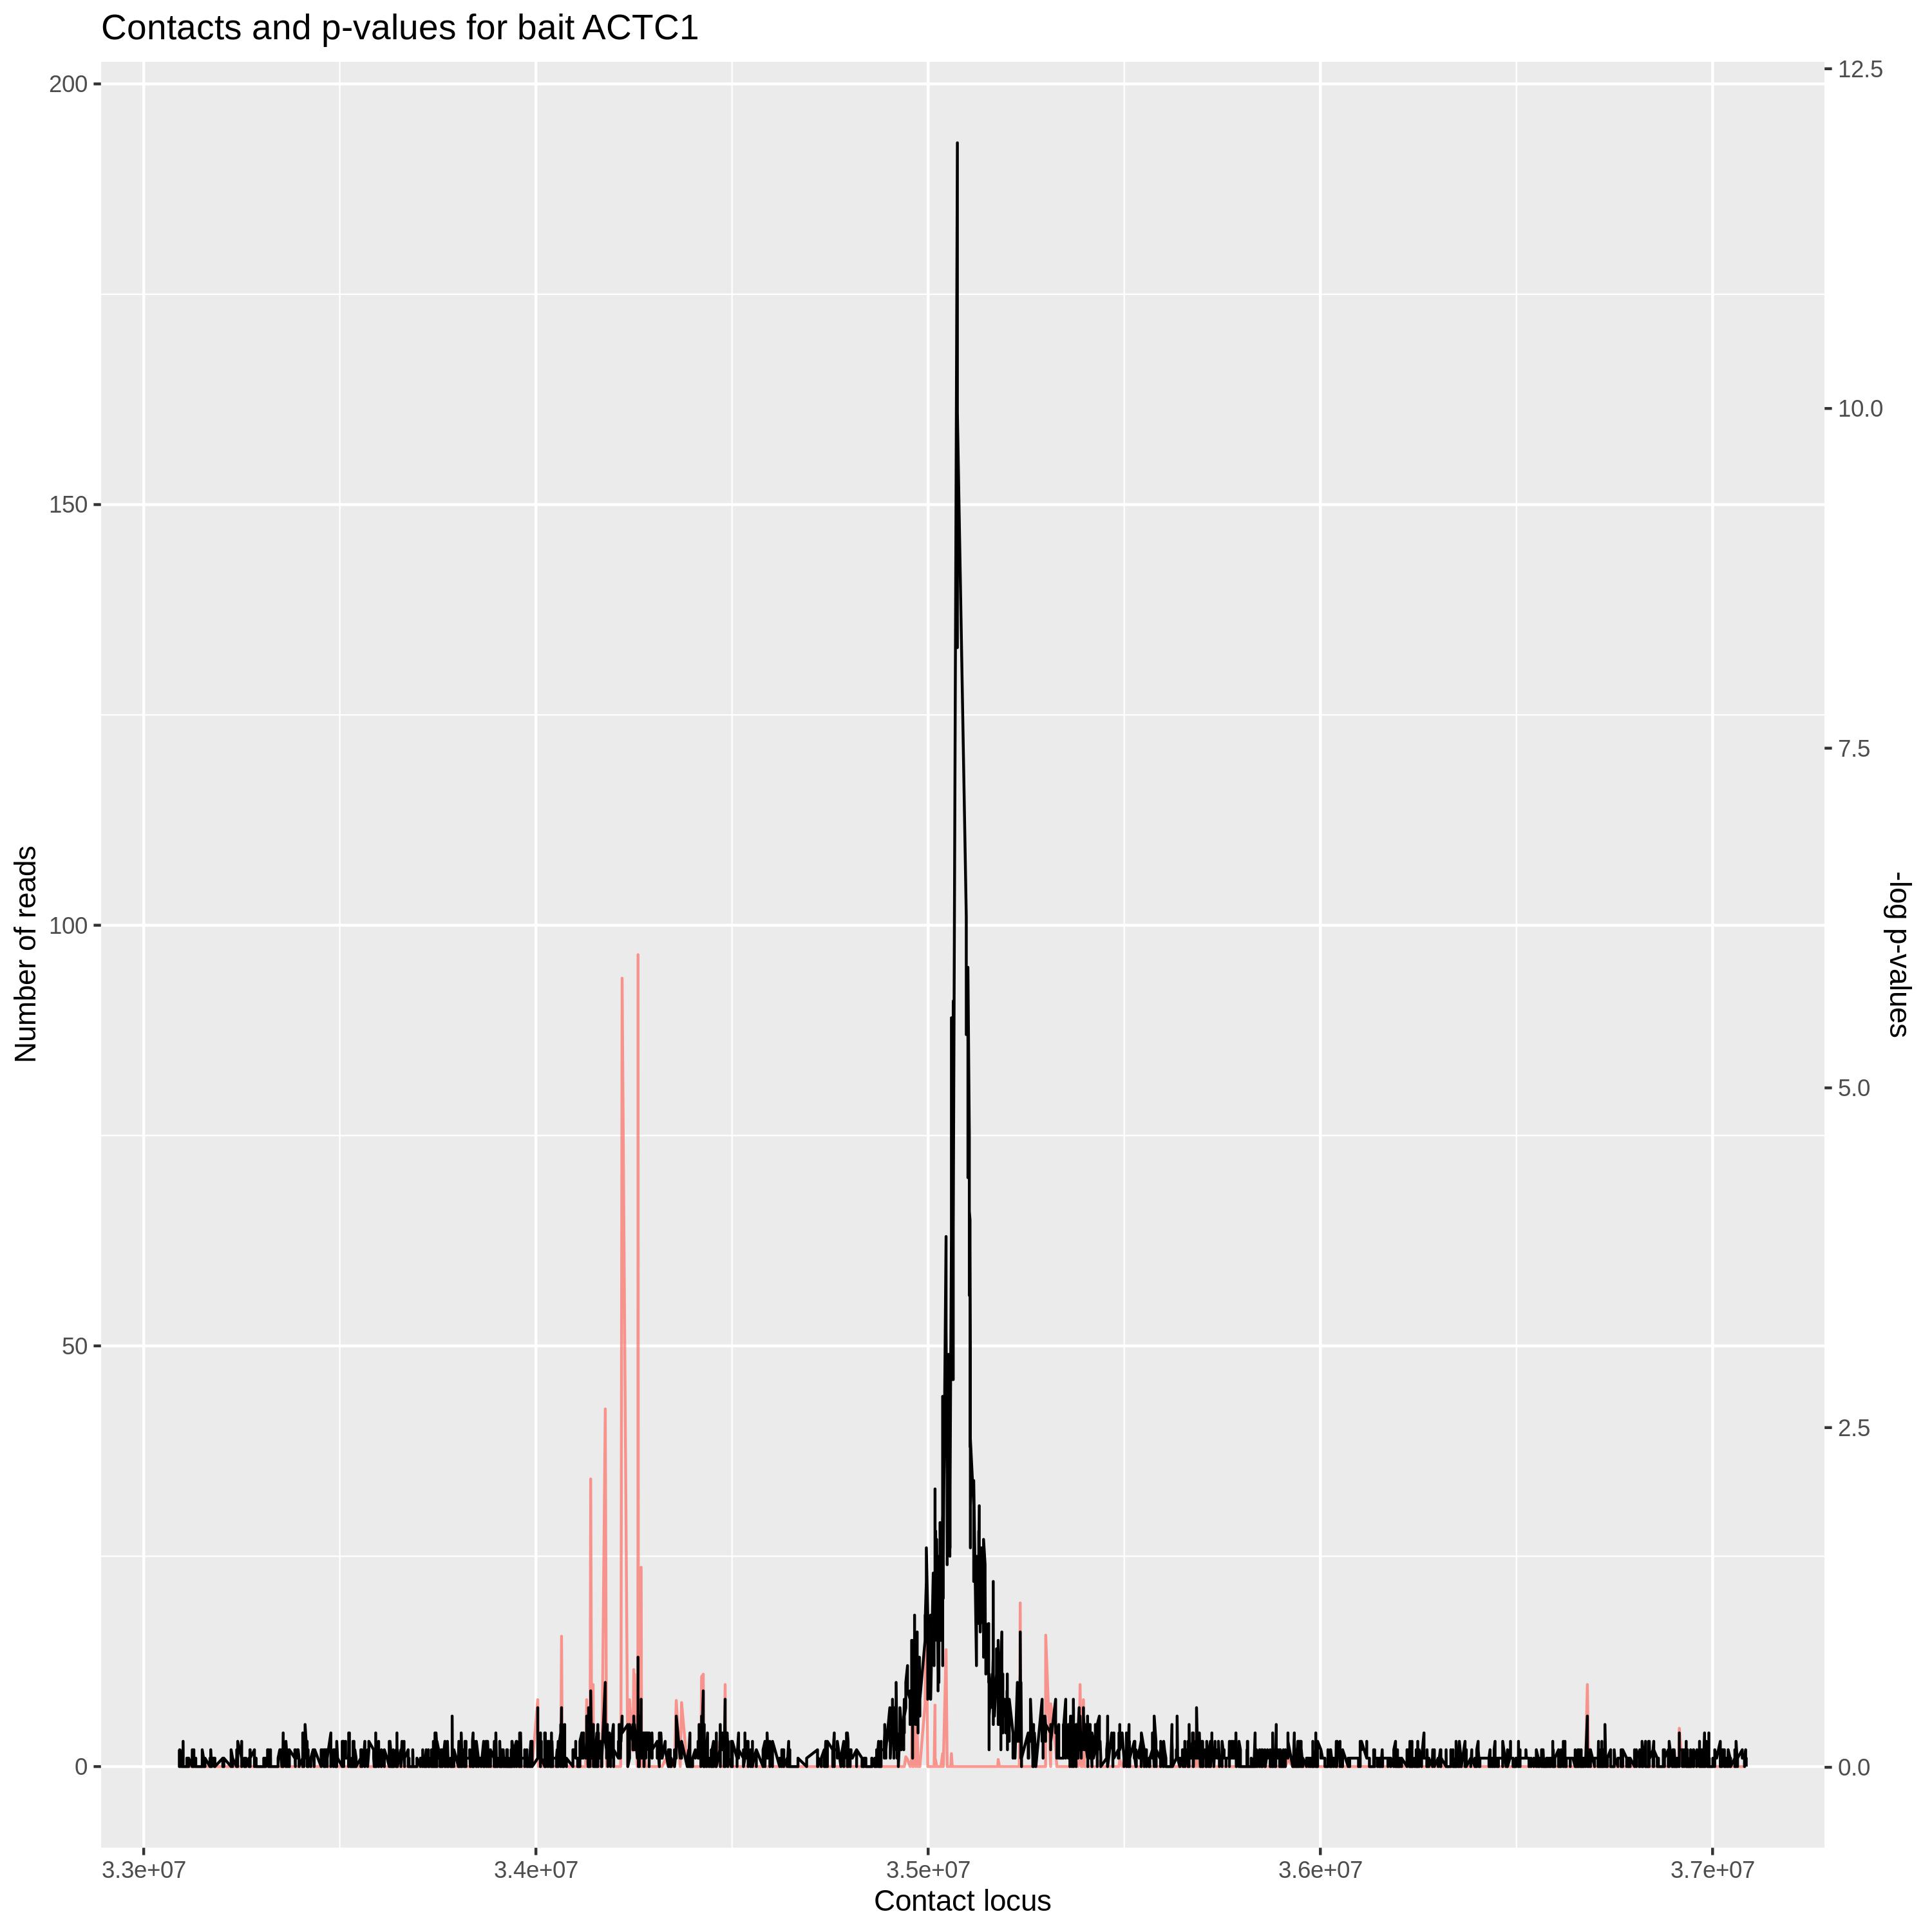 Contacts and p-values for bait ACTC1
200
150
100
50
0
12.5
10.0
7.5
5.0
2.5
0.0
Number of reads
-log p-values
3.3e+07
3.4e+07
3.5e+07
3.6e+07
3.7e+07
Contact locus